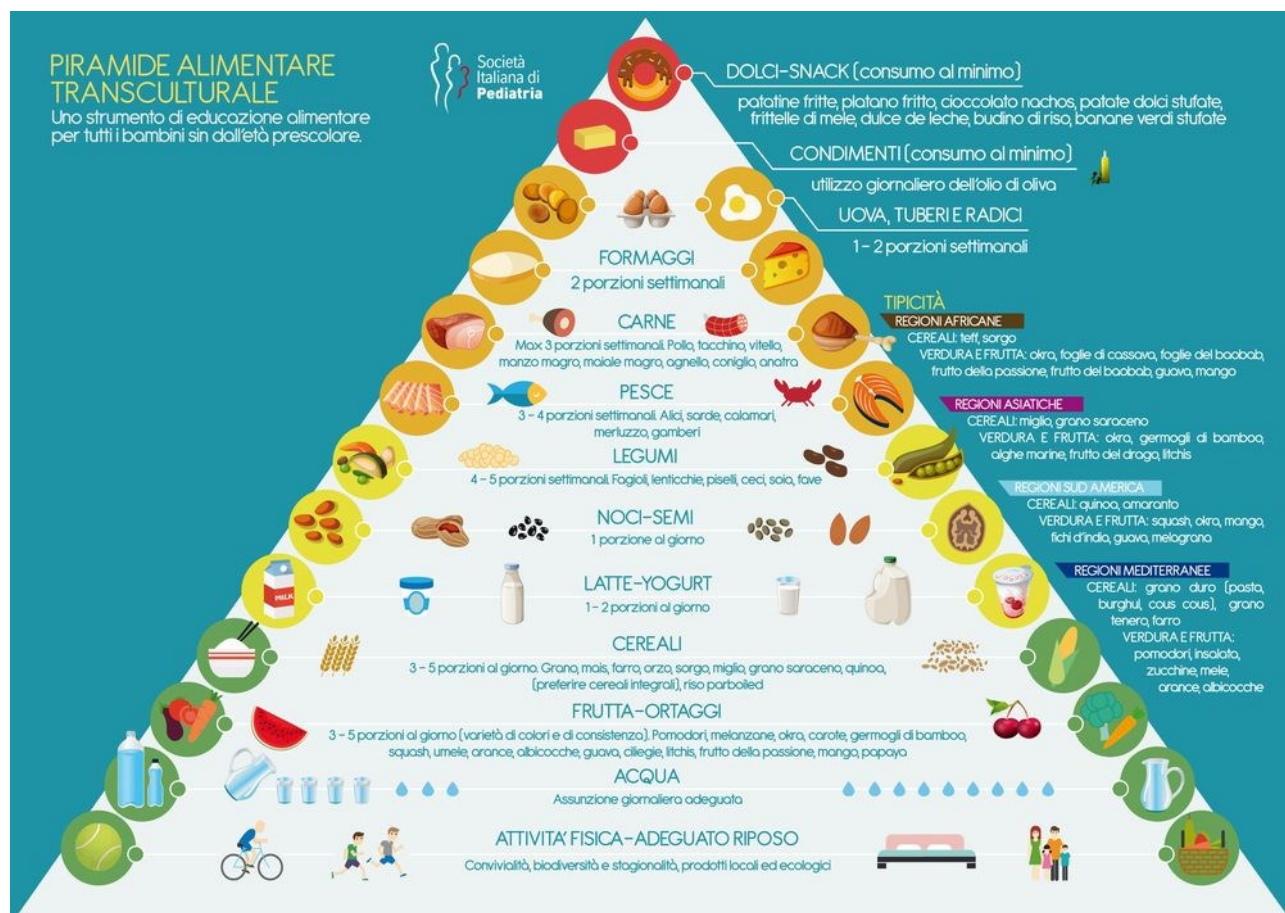 PIRAMIDE ALIMENTARE
TRANSCULTURALE
Uno strumento di educazione alimentare
per tutti i bambini sin dall'età prescolare.
Società
Italiana di
Pediatria
DOLCI-SNACK (consumo al minimo)
patatine fritte, platano fritto, cioccolato nachos, patate dolci stufate,
frittelle di mele, dulce de leche, budino di riso, banane verdi stufate
CONDIMENTI (consumo al minimo)
utilizzo giornaliero dell'olio di oliva
UOVA, TUBERI E RADICI
1 - 2 porzioni settimanali
FORMAGGI
2 porzioni settimanali
CARNE
Max 3 porzioni settimanali. Pollo, tacchino, vitello,
manzo magro, maiale magro, agnello, coniglio, anatra
PESCE
3 - 4 porzioni settimanali. Alici, sarde, calamari,
merluzzo, gamberi
LEGUMI
4 - 5 porzioni settimanali. Fagioli, lenticchie, piselli, ceci, soia, fave
NOCI-SEMI
1 porzione al giorno
LATTE-YOGURT
1 - 2 porzioni al giorno
MILK
CEREALI
3 - 5 porzioni al giorno. Grano, mais, farro, orzo, sorgo, miglio, grano saraceno, quinoa,
(preferire cereali integrali), riso parboiled
FRUTTA-ORTAGGI
3 - 5 porzioni al giorno (varietà di colori e di consistenza). Pomodori, melanzane, okra, carote, germogli di bamboo,
squash, umele, arance, albicocche, guava, ciliegie, litchis, frutto della passione, mango, papaya
ACQUA
Assunzione giornaliera adeguata
ATTIVITA' FISICA-ADEGUATO RIPOSO
Convivialità, biodiversità e stagionalità, prodotti locali ed ecologici
TIPICITÀ
REGIONI AFRICANE
CEREALI: teff, sorgo
VERDURA E FRUTTA: okra, foglie di cassava, foglie del baobab,
frutto della passione, frutto del baobab, guava, mango
REGIONI ASIATICHE
CEREALI: miglio, grano saraceno
VERDURA E FRUTTA: okra, germogli di bamboo,
alghe marine, frutto del drago, litchis
REGIONI SUD AMERICA
CEREALI: quinoa, amaranto
VERDURA E FRUTTA: squash, okra, mango,
fichi d'india, guava, melagrana
REGIONI MEDITERRANEE
CEREALI: grano duro (pasta,
burghul, cous cous), grano
tenero, farro
VERDURA E FRUTTA:
pomodori, insalata,
zucchine, mele,
arance, albicocche